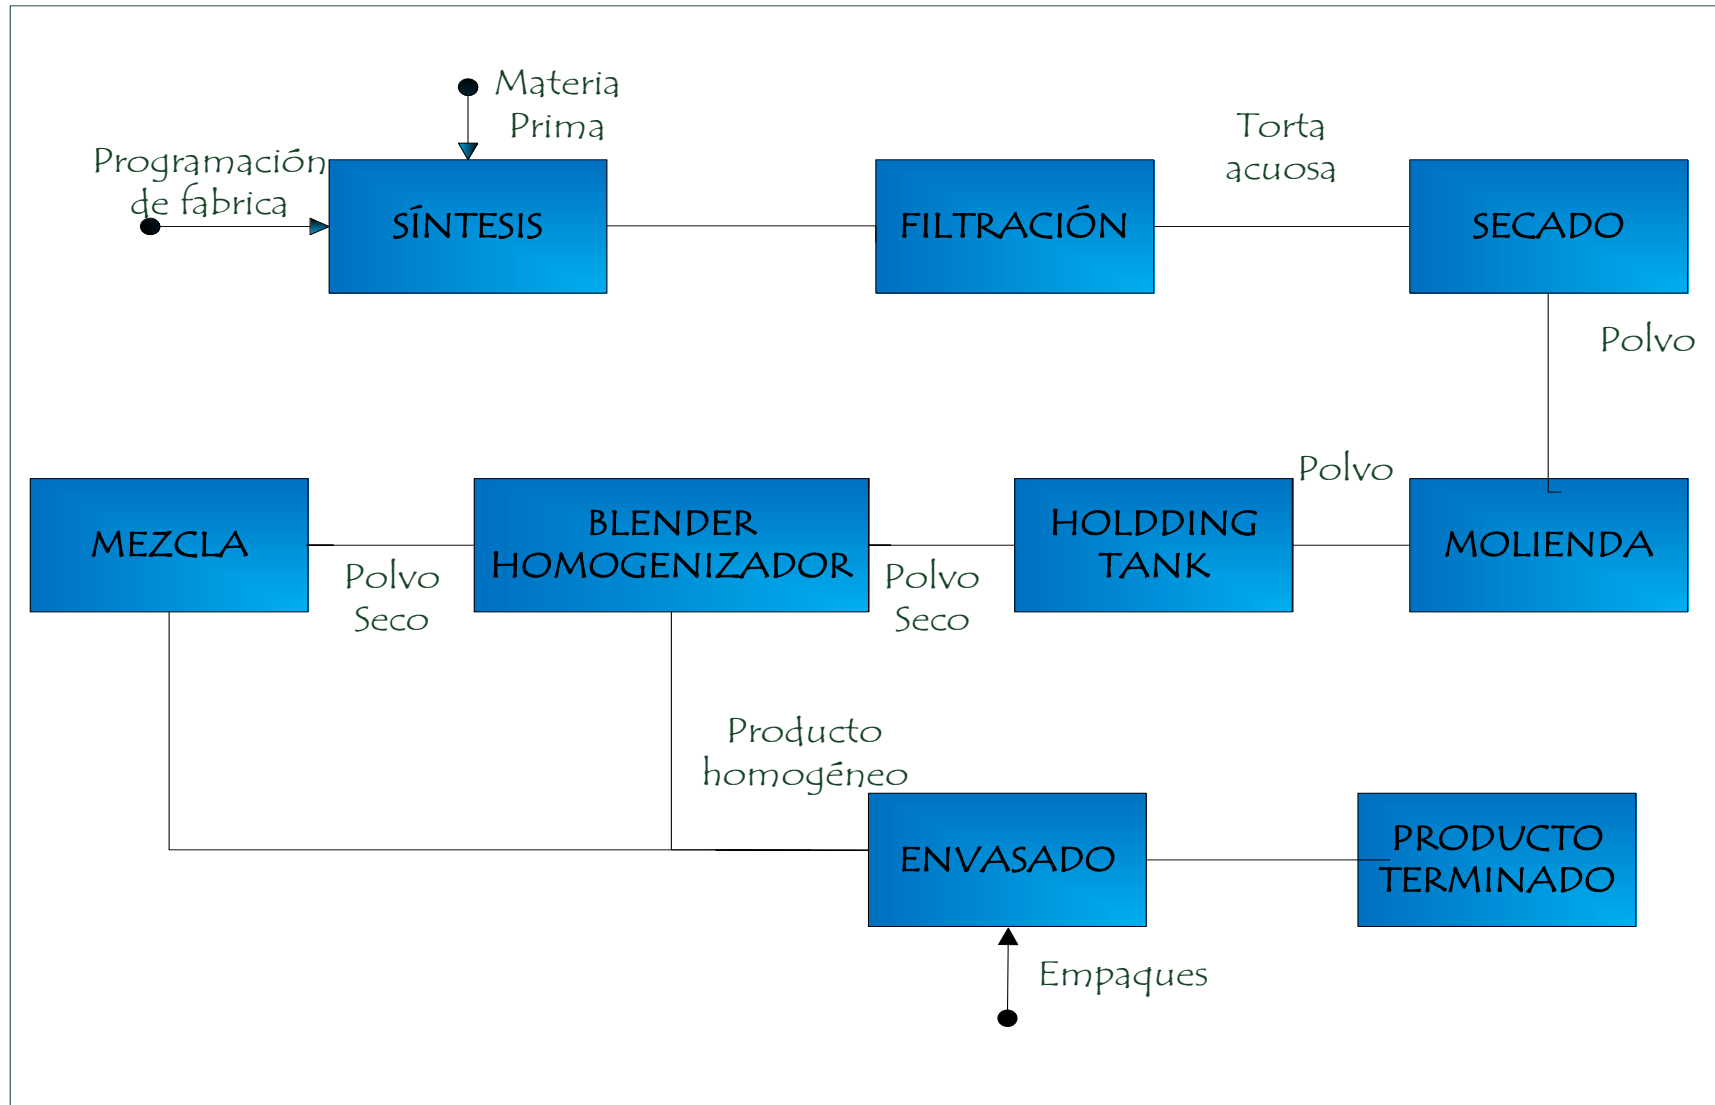 Materia
Prima
Programación
de fabrica
SÍNTESIS
FILTRACIÓN
Torta
acuosa
SECADO
Polvo
MEZCLA
Polvo
Seco
BLENDER
HOMOGENIZADOR
Polvo
Seco
HOLDDING
TANK
Polvo
MOLIENDA
Producto
homogéneo
ENVASADO
PRODUCTO
TERMINADO
Empaques